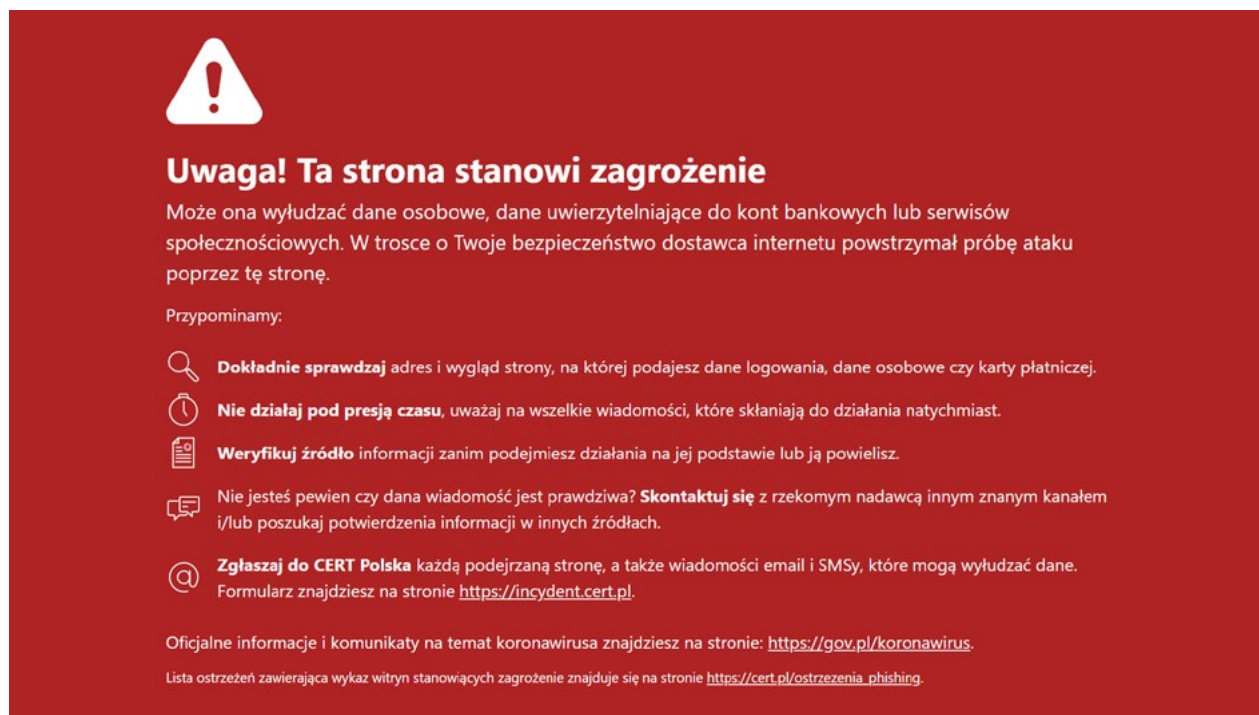 Uwaga! Ta strona stanowi zagrożenie
Może ona wyłudzać dane osobowe, dane uwierzytelniające do kont bankowych lub serwisów
społecznościowych. W trosce o Twoje bezpieczeństwo dostawca internetu powstrzymał próbę ataku
poprzez tę stronę.
Przypominamy:
Dokładnie sprawdzaj adres i wygląd strony, na której podajesz dane logowania, dane osobowe czy karty płatniczej.
Nie działaj pod presją czasu, uważaj na wszelkie wiadomości, które skłaniają do działania natychmiast.
Weryfikuj źródło informacji zanim podejmiesz działania na jej podstawie lub ją powielisz.
Nie jesteś pewien czy dana wiadomość jest prawdziwa? Skontaktuj się z rzekomym nadawcą innym znanym kanałem
i/lub poszukaj potwierdzenia informacji w innych źródłach.
Zgłaszaj do CERT Polska każdą podejrzaną stronę, a także wiadomości email i SMSy, które mogą wyłudzać dane.
Formularz znajdziesz na stronie https://incydent.cert.pl.
Oficjalne informacje i komunikaty na temat koronawirusa znajdziesz na stronie: https://gov.pl/koronawirus.
Lista ostrzeżeń zawierająca wykaz witryn stanowiących zagrożenie znajduje się na stronie https://cert.pl/ostrzezenia_phishing.